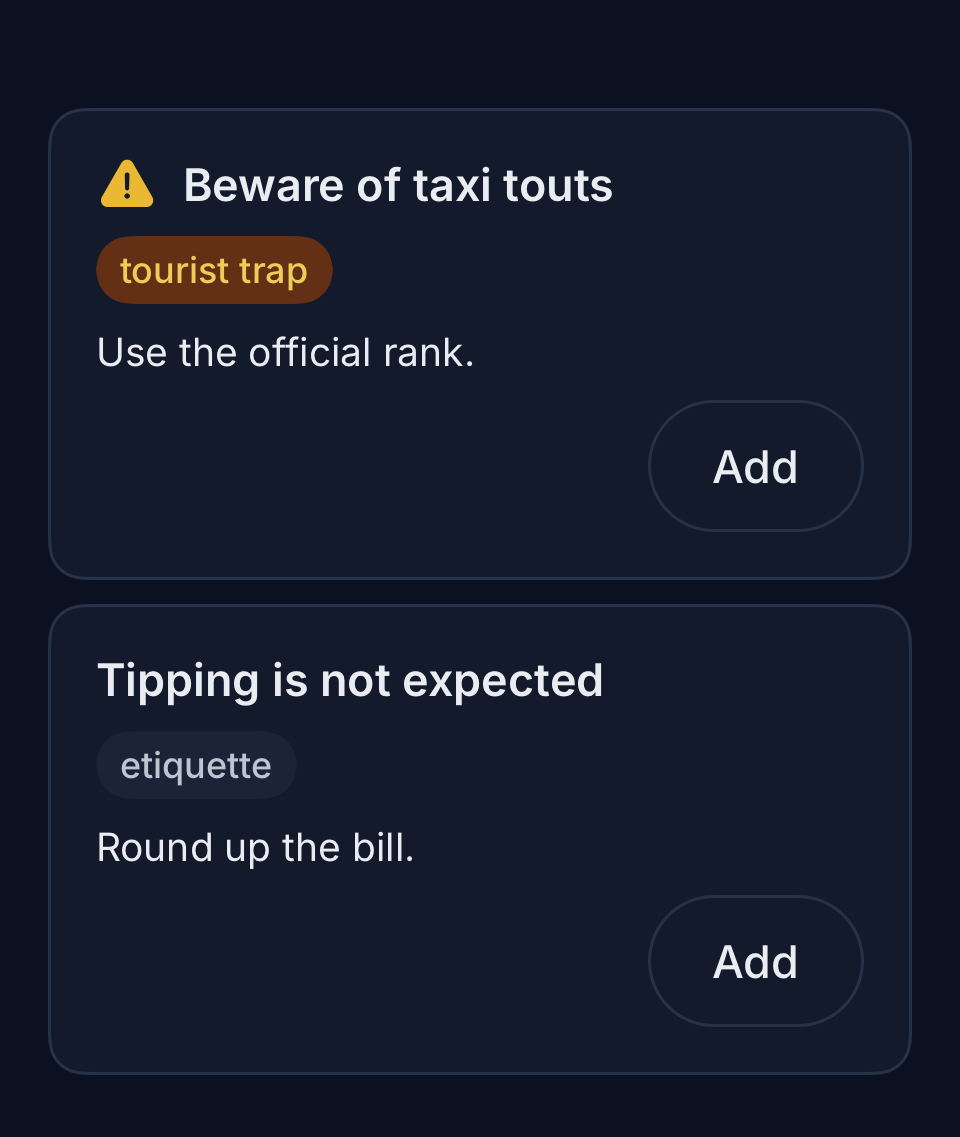 Beware of taxi touts
tourist trap
Use the official rank.
Add
Tipping is not expected
etiquette
Round up the bill.
Add